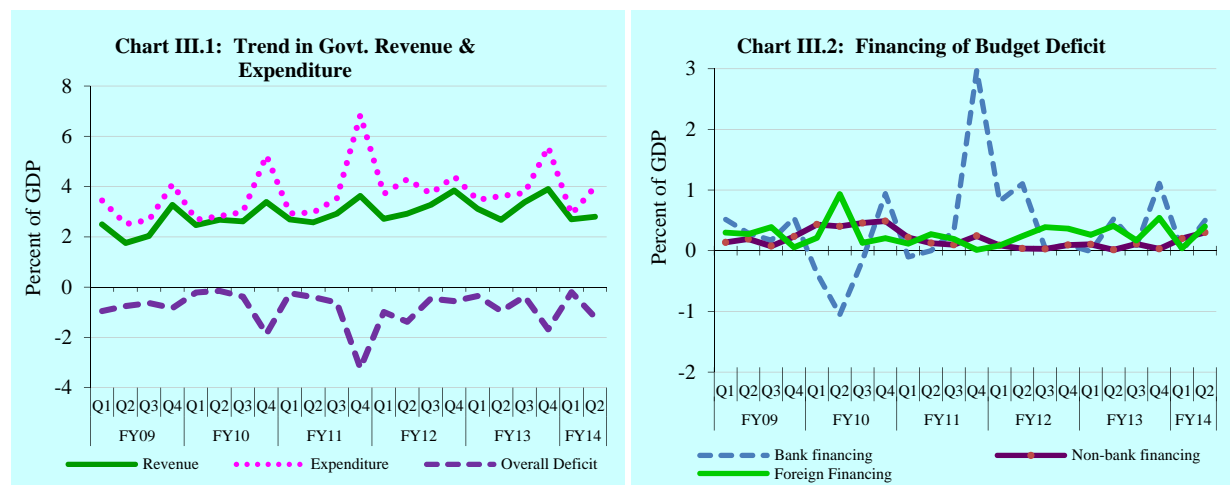 Chart III.1: Trend in Govt. Revenue &
Expenditure
Percent of GDP
8
6
4
2
0
-2
-4
Q1 Q2 Q3 Q4 Q1 Q2 Q3 Q4 Q1 Q2 Q3 Q4 Q1 Q2 Q3 Q4 Q1 Q2 Q3 Q4 Q1 Q2
FY09 FY10 FY11 FY12 FY13 FY14
Revenue Expenditure Overall Deficit
Chart III.2: Financing of Budget Deficit
Percent of GDP
3
2
1
0
-1
-2
Q1 Q2 Q3 Q4 Q1 Q2 Q3 Q4 Q1 Q2 Q3 Q4 Q1 Q2 Q3 Q4 Q1 Q2 Q3 Q4 Q1 Q2
FY09 FY10 FY11 FY12 FY13 FY14
Bank financing Non-bank financing
Foreign Financing